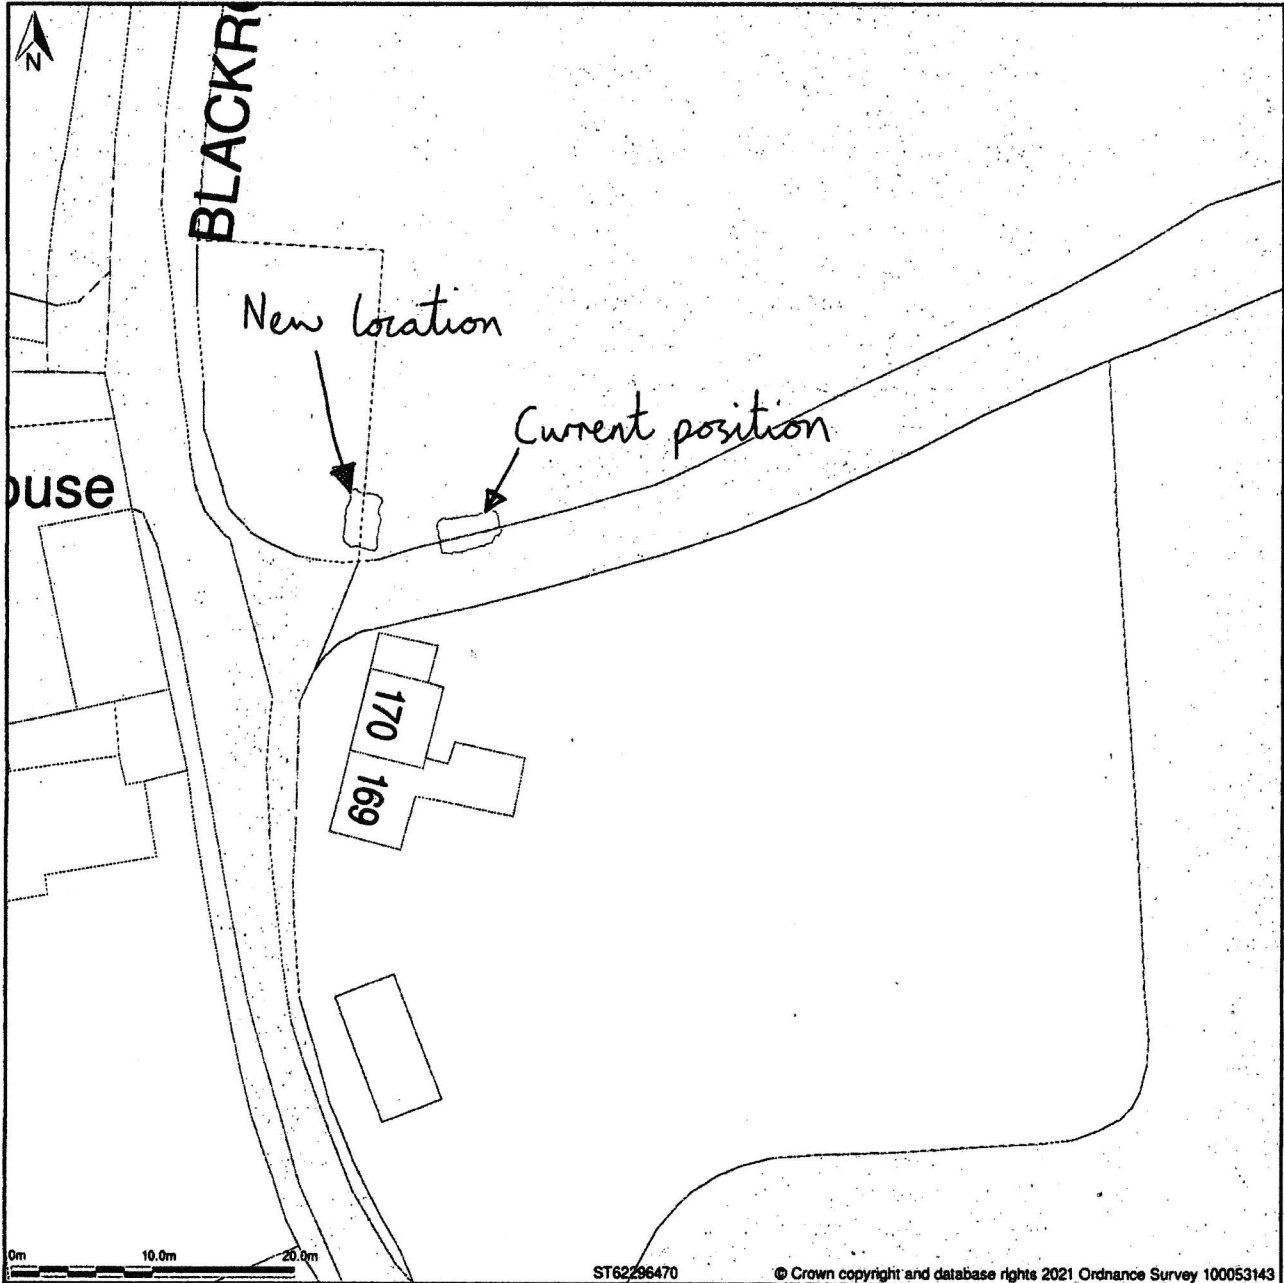 N
BLACKR
New location
Current position
ouse
170
169
0m 10.0m 20.0m
ST62296470
© Crown copyright and database rights 2021 Ordnance Survey 100053143